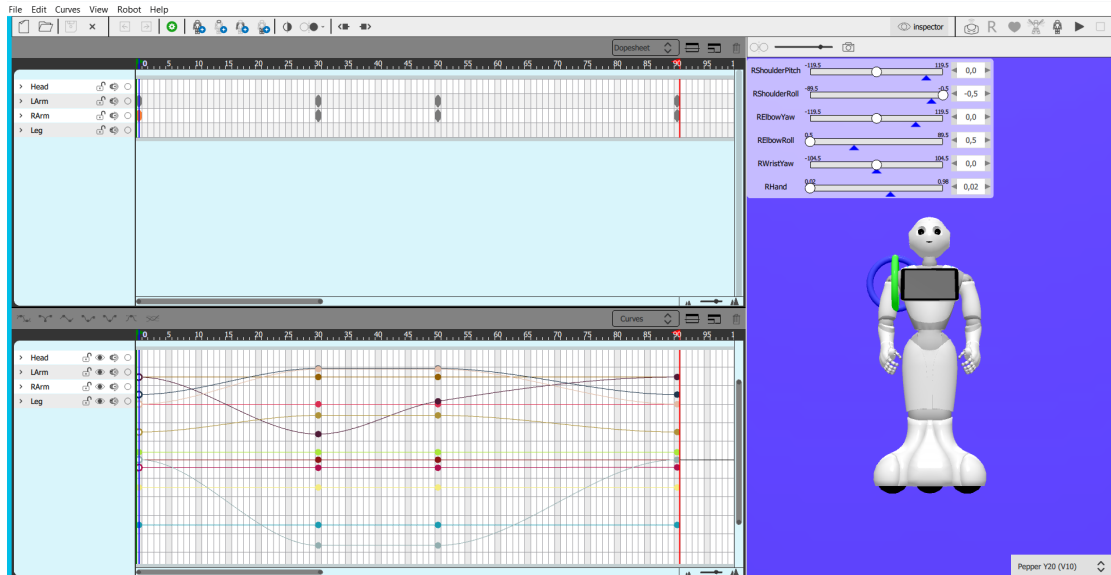 File Edit Curves View Robot Help
inspector R
Dopesheet
0 5 10 15 20 25 30 35 40 45 50 55 60 65 70 75 80 85 90 95 1
> Head
> LArm
> RArm
> Leg
RShoulderPitch -119.5 119.5 0,0
RShoulderRoll -89.5 -0.5 -0,5
RElbowYaw -119.5 119.5 0,0
RElbowRoll 0.5 89.5 0,5
RWristYaw -104.5 104.5 0,0
RHand 0.02 0.98 0,02
Curves
0 5 10 15 20 25 30 35 40 45 50 55 60 65 70 75 80 85 90 95 1
> Head
> LArm
> RArm
> Leg
Pepper Y20 (V10)